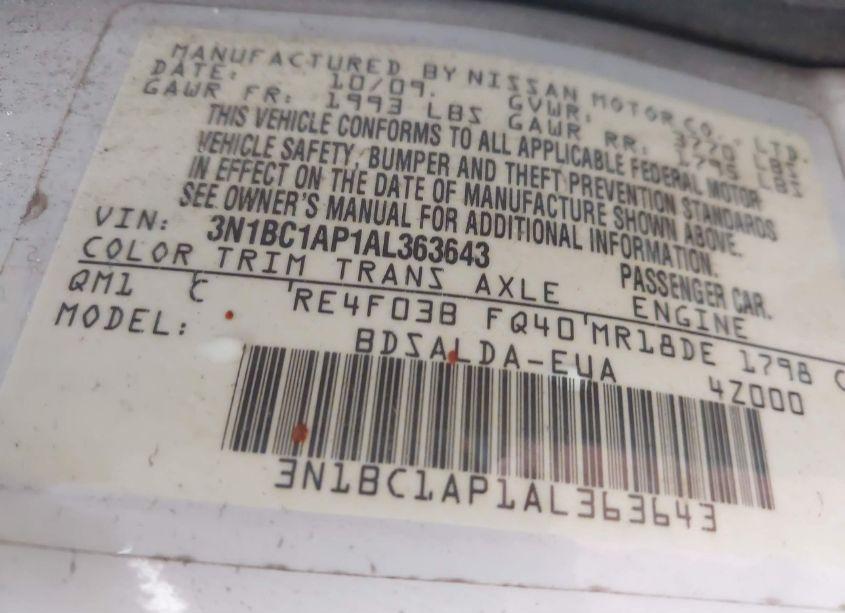 MANUFACTURED BY NISSAN MOTOR CO., LTD.
DATE: 10/09. GVWR: 3770 LBS
GAWR FR: 1993 LBS GAWR RR: 1795 LBS
THIS VEHICLE CONFORMS TO ALL APPLICABLE FEDERAL MOTOR
VEHICLE SAFETY, BUMPER AND THEFT PREVENTION STANDARDS
IN EFFECT ON THE DATE OF MANUFACTURE SHOWN ABOVE.
SEE OWNER'S MANUAL FOR ADDITIONAL INFORMATION.
VIN: 3N1BC1AP1AL363643 PASSENGER CAR.
COLOR TRIM TRANS AXLE ENGINE
QM1 C RE4F03B FQ40 MR18DE 1798 C
MODEL: BDSALDA-EUA 4Z000
3N1BC1AP1AL363643